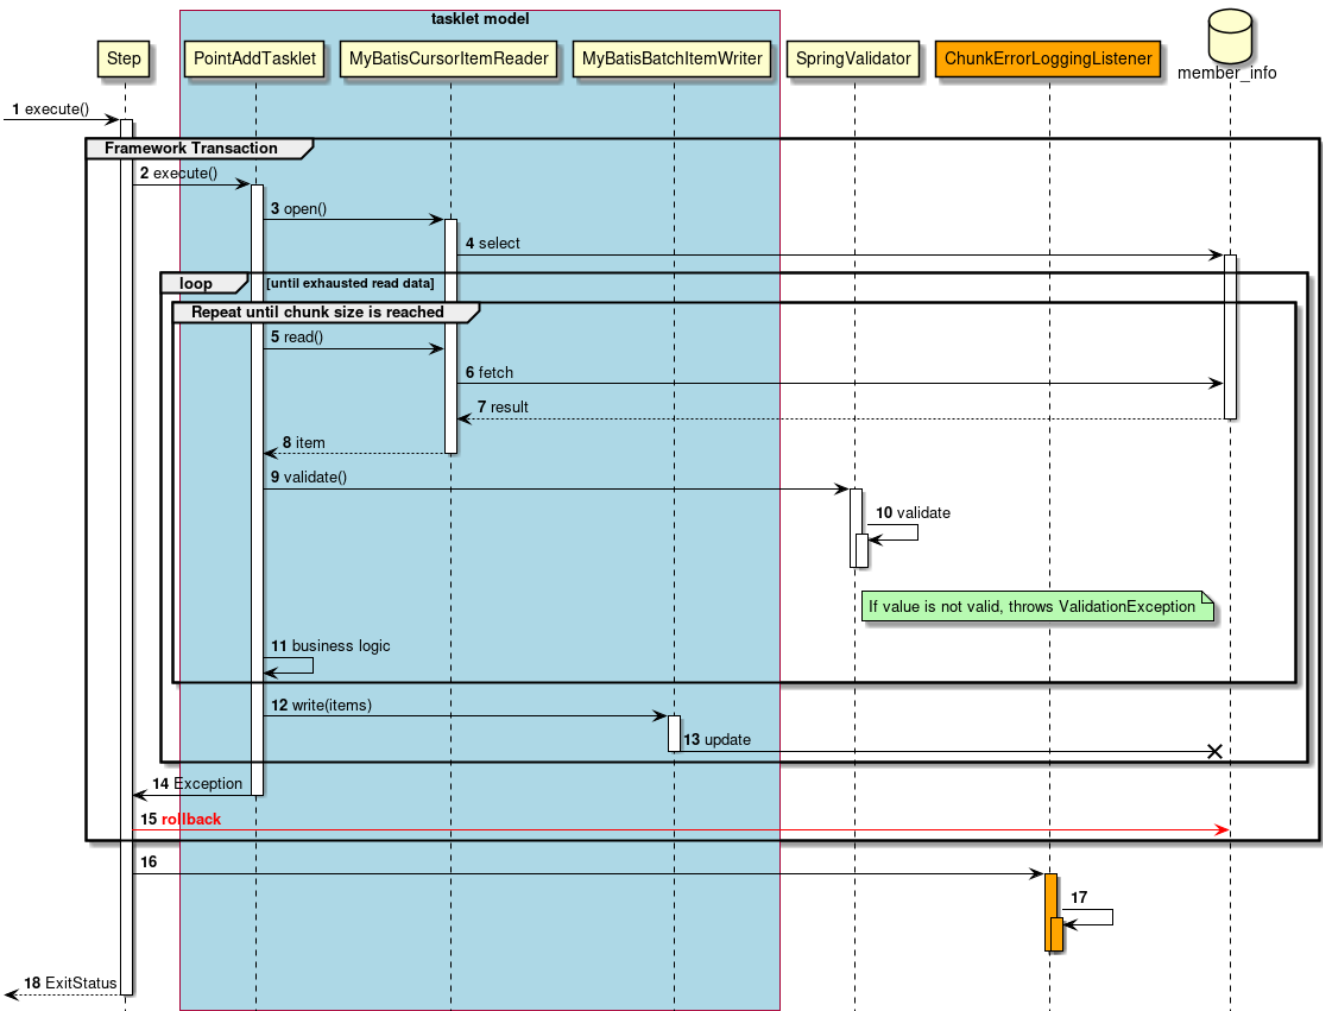 tasklet model
Step
PointAddTasklet
MyBatisCursorItemReader
MyBatisBatchItemWriter
SpringValidator
ChunkErrorLoggingListener
member_info
1 execute()
Framework Transaction
2 execute()
3 open()
4 select
loop [until exhausted read data]
Repeat until chunk size is reached
5 read()
6 fetch
7 result
8 item
9 validate()
10 validate
If value is not valid, throws ValidationException
11 business logic
12 write(items)
13 update
14 Exception
15 rollback
16
17
18 ExitStatus